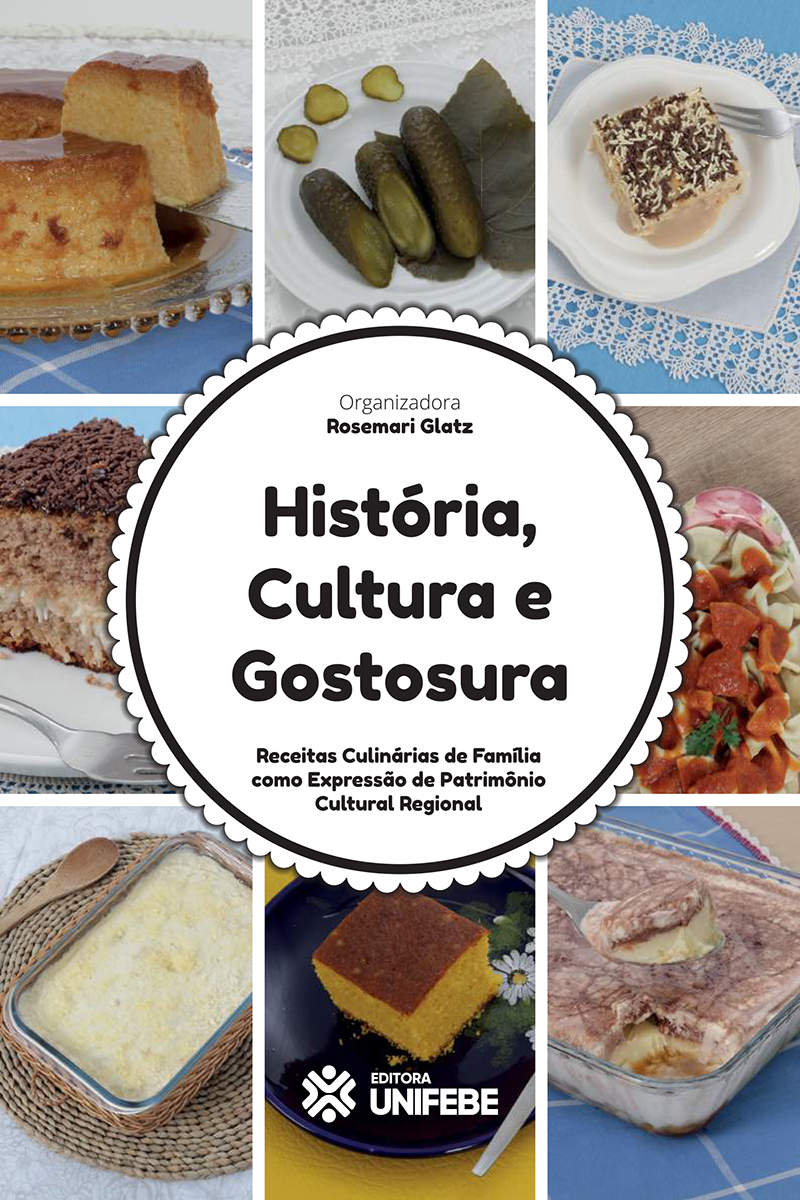 Organizadora
Rosemari Glatz
História,
Cultura e
Gostosura
Receitas Culinárias de Família
como Expressão de Patrimônio
Cultural Regional
EDITORA
UNIFEBE